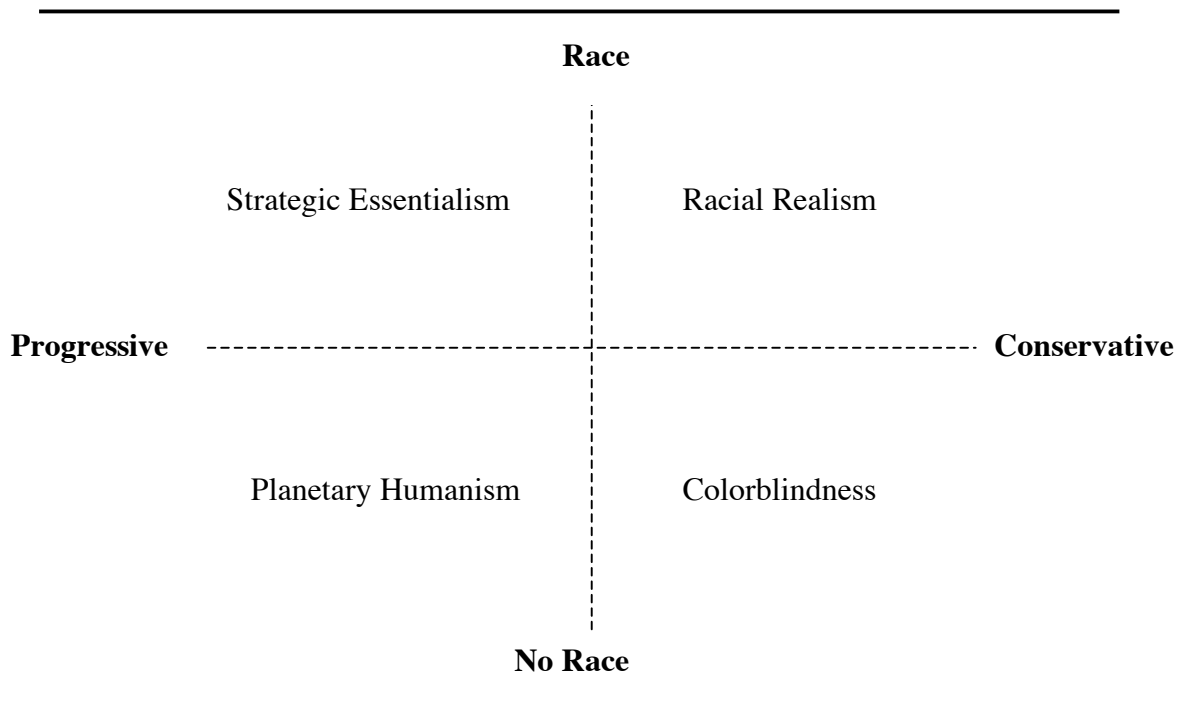 Race
Strategic Essentialism Racial Realism
Progressive Conservative
Planetary Humanism Colorblindness
No Race